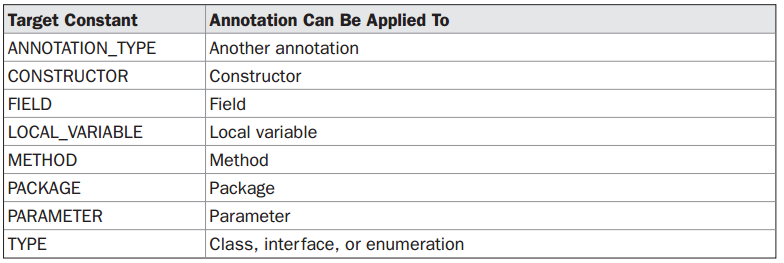 Target Constant Annotation Can Be Applied To
ANNOTATION_TYPE Another annotation
CONSTRUCTOR Constructor
FIELD Field
LOCAL_VARIABLE Local variable
METHOD Method
PACKAGE Package
PARAMETER Parameter
TYPE Class, interface, or enumeration